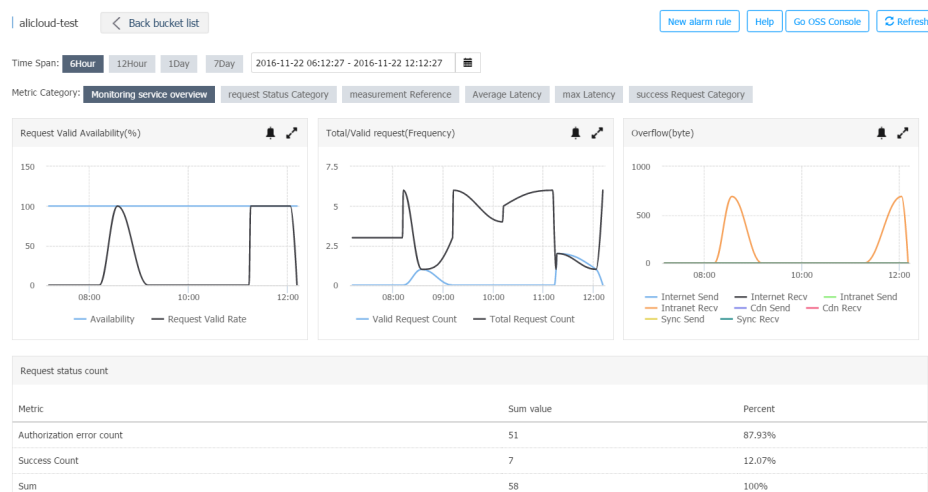 alicloud-test
Back bucket list
New alarm rule
Help
Go OSS Console
Refresh
Time Span: 6Hour 12Hour 1Day 7Day 2016-11-22 06:12:27 - 2016-11-22 12:12:27
Metric Category: Monitoring service overview request Status Category measurement Reference Average Latency max Latency success Request Category
Request Valid Availability(%)
150
100
50
0
08:00 10:00 12:00
Availability Request Valid Rate
Total/Valid request(Frequency)
7.5
5
2.5
0
08:00 09:00 10:00 11:00 12:00
Valid Request Count Total Request Count
Overflow(byte)
1000
500
0
08:00 10:00 12:00
Internet Send Internet Recv Intranet Send
Intranet Recv Cdn Send Cdn Recv
Sync Send Sync Recv
Request status count
Metric Sum value Percent
Authorization error count 51 87.93%
Success Count 7 12.07%
Sum 58 100%